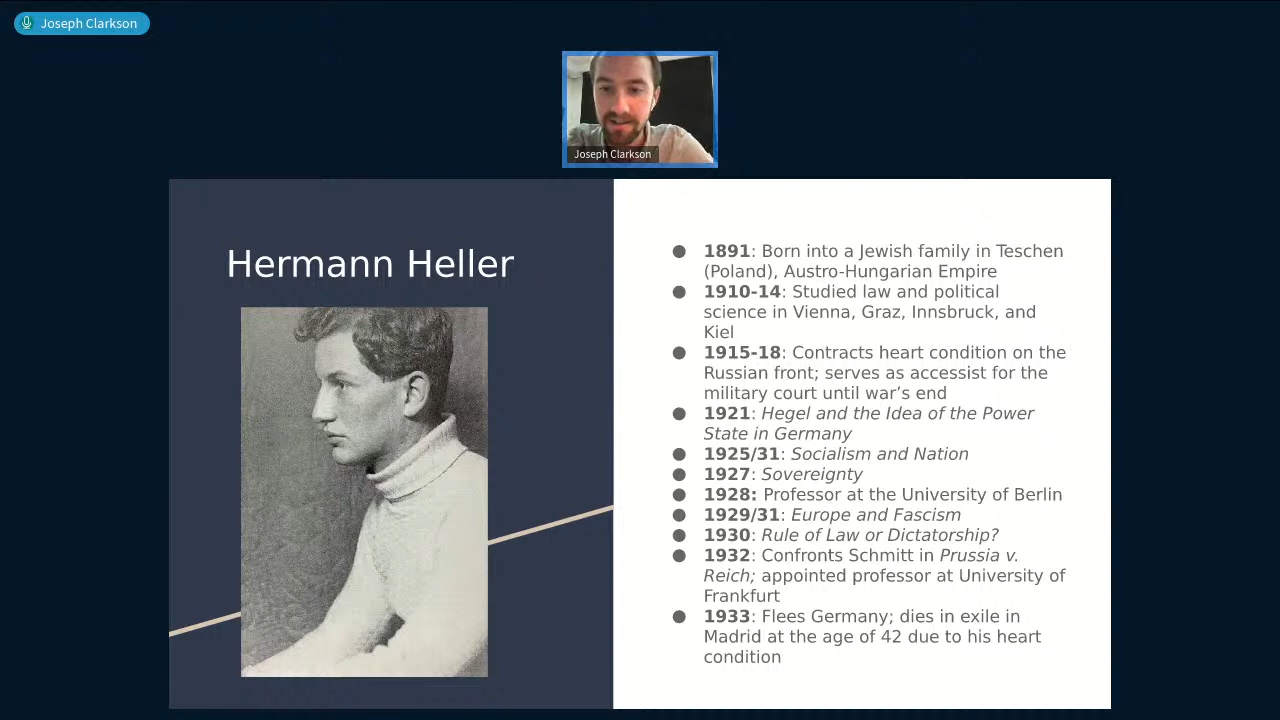 Joseph Clarkson
Joseph Clarkson
Hermann Heller
● 1891: Born into a Jewish family in Teschen
(Poland), Austro-Hungarian Empire
● 1910-14: Studied law and political
science in Vienna, Graz, Innsbruck, and
Kiel
● 1915-18: Contracts heart condition on the
Russian front; serves as accessist for the
military court until war’s end
● 1921: Hegel and the Idea of the Power
State in Germany
● 1925/31: Socialism and Nation
● 1927: Sovereignty
● 1928: Professor at the University of Berlin
● 1929/31: Europe and Fascism
● 1930: Rule of Law or Dictatorship?
● 1932: Confronts Schmitt in Prussia v.
Reich; appointed professor at University of
Frankfurt
● 1933: Flees Germany; dies in exile in
Madrid at the age of 42 due to his heart
condition